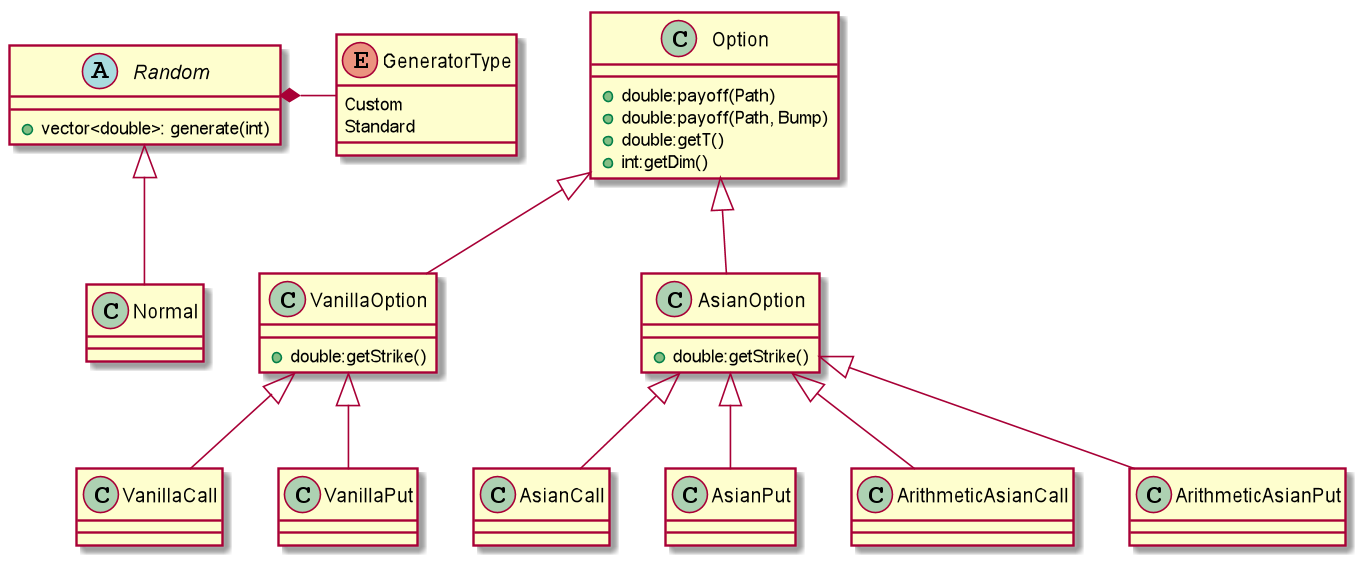 A Random
vector<double>: generate(int)
E GeneratorType
Custom
Standard
C Option
double:payoff(Path)
double:payoff(Path, Bump)
double:getT()
int:getDim()
C Normal
C VanillaOption
double:getStrike()
C AsianOption
double:getStrike()
C VanillaCall
C VanillaPut
C AsianCall
C AsianPut
C ArithmeticAsianCall
C ArithmeticAsianPut